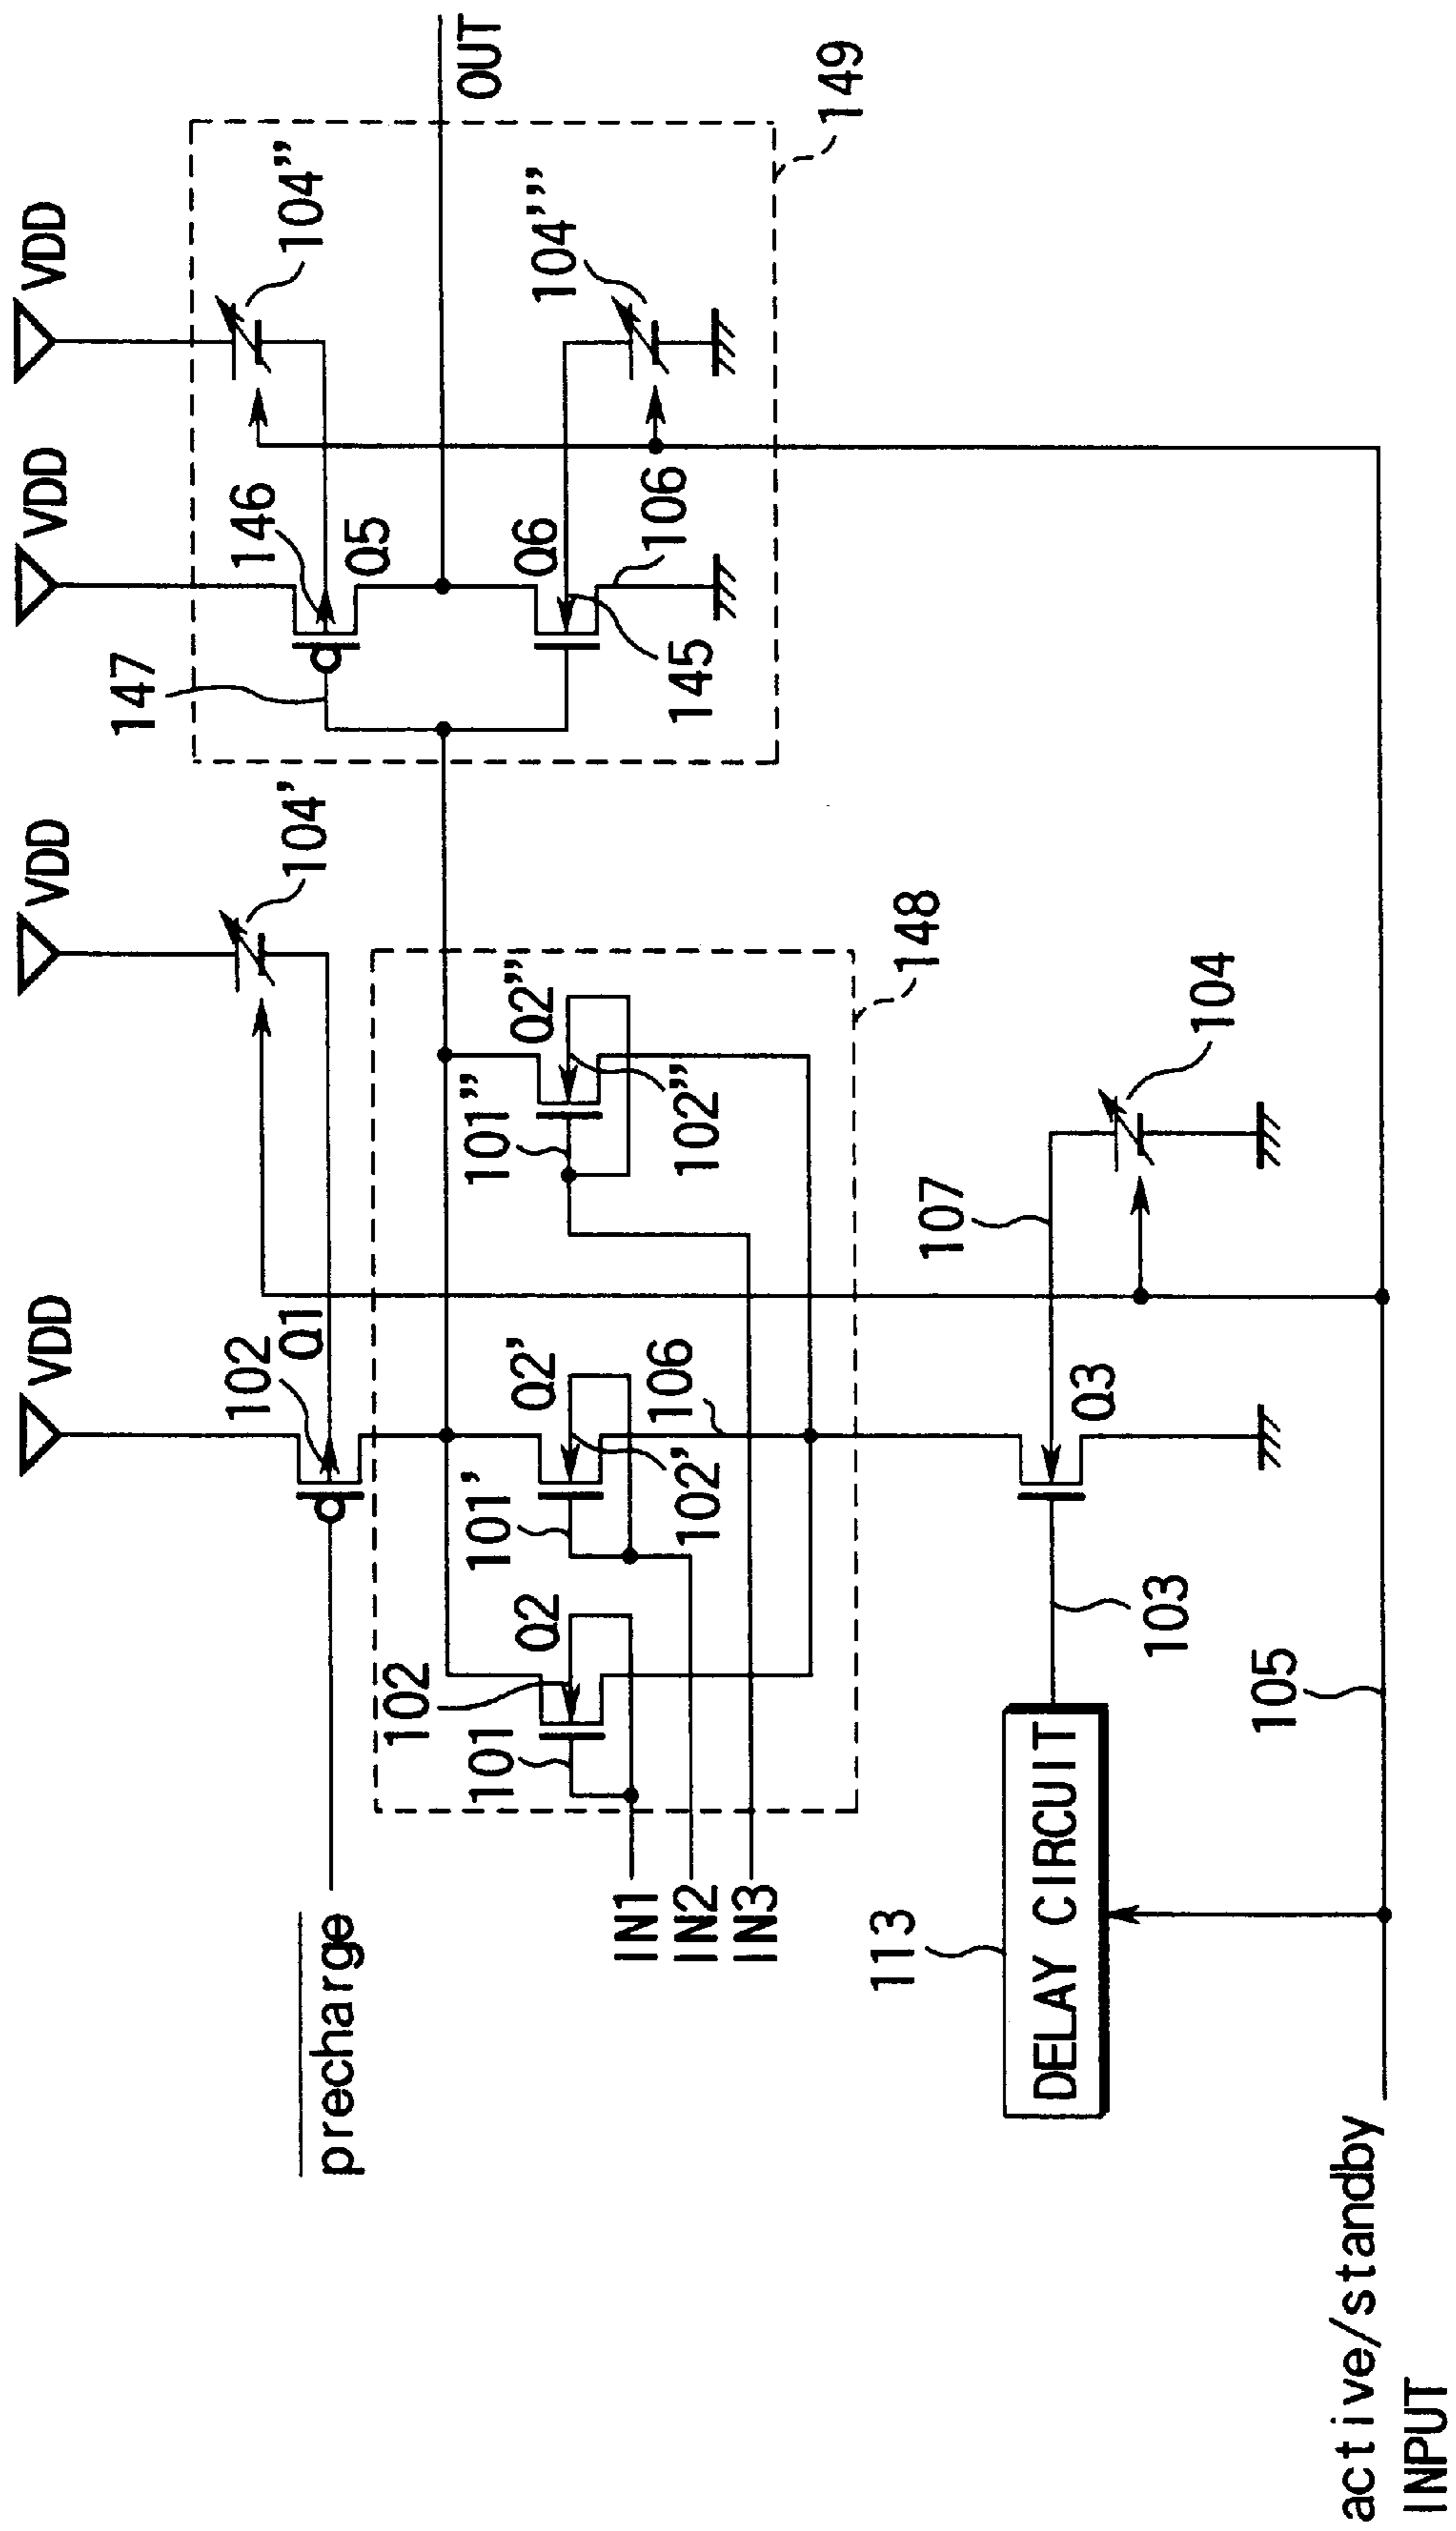 VDD
VDD
VDD
VDD
104''
104'
147
146
Q5
OUT
102
Q1
precharge
149
104'''
Q6
106
145
148
Q2''
101''
102''
Q2'
101'
102'
106
102
Q2
101
IN1
IN2
IN3
107
104
Q3
103
113
DELAY CIRCUIT
105
active/standby
INPUT